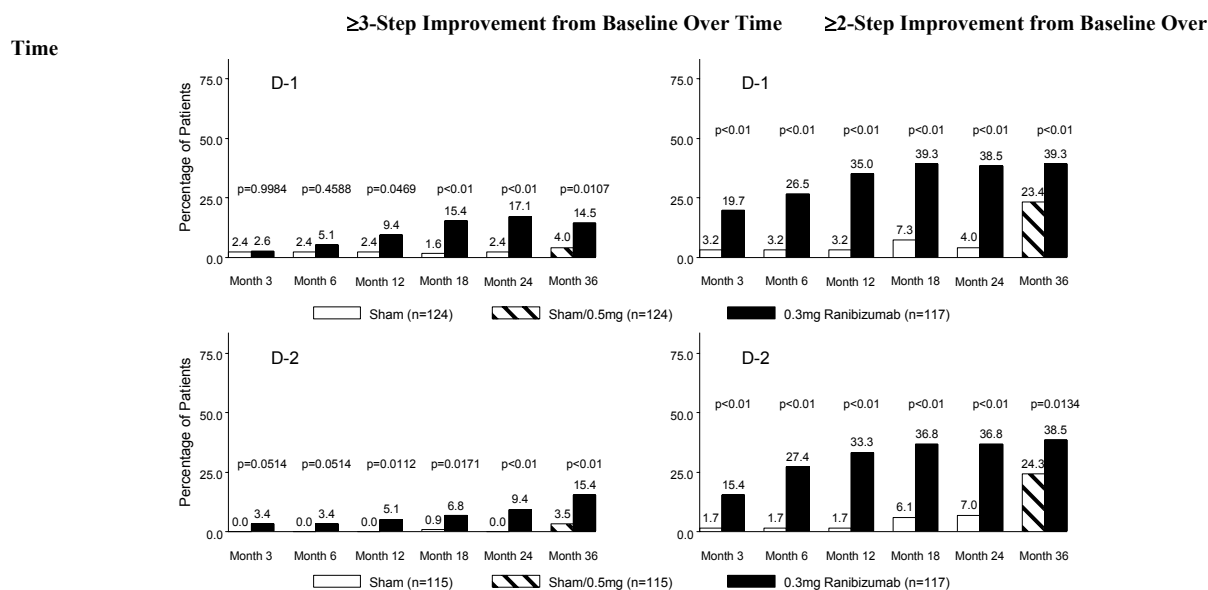 ≥3-Step Improvement from Baseline Over Time ≥2-Step Improvement from Baseline Over
Time
D-1
Percentage of Patients
75.0
50.0
25.0
0.0
p=0.9984 p=0.4588 p=0.0469 p<0.01 p<0.01 p=0.0107
2.4 2.6 2.4 5.1 2.4 9.4 1.6 15.4 2.4 17.1 4.0 14.5
Month 3 Month 6 Month 12 Month 18 Month 24 Month 36
D-1
75.0
50.0
25.0
0.0
p<0.01 p<0.01 p<0.01 p<0.01 p<0.01 p<0.01
3.2 19.7 3.2 26.5 3.2 35.0 7.3 39.3 4.0 38.5 23.4 39.3
Month 3 Month 6 Month 12 Month 18 Month 24 Month 36
Sham (n=124) Sham/0.5mg (n=124) 0.3mg Ranibizumab (n=117)
D-2
Percentage of Patients
75.0
50.0
25.0
0.0
p=0.0514 p=0.0514 p=0.0112 p=0.0171 p<0.01 p<0.01
0.0 3.4 0.0 3.4 0.0 5.1 0.9 6.8 0.0 9.4 3.5 15.4
Month 3 Month 6 Month 12 Month 18 Month 24 Month 36
D-2
75.0
50.0
25.0
0.0
p<0.01 p<0.01 p<0.01 p<0.01 p<0.01 p=0.0134
1.7 15.4 1.7 27.4 1.7 33.3 6.1 36.8 7.0 36.8 24.3 38.5
Month 3 Month 6 Month 12 Month 18 Month 24 Month 36
Sham (n=115) Sham/0.5mg (n=115) 0.3mg Ranibizumab (n=117)